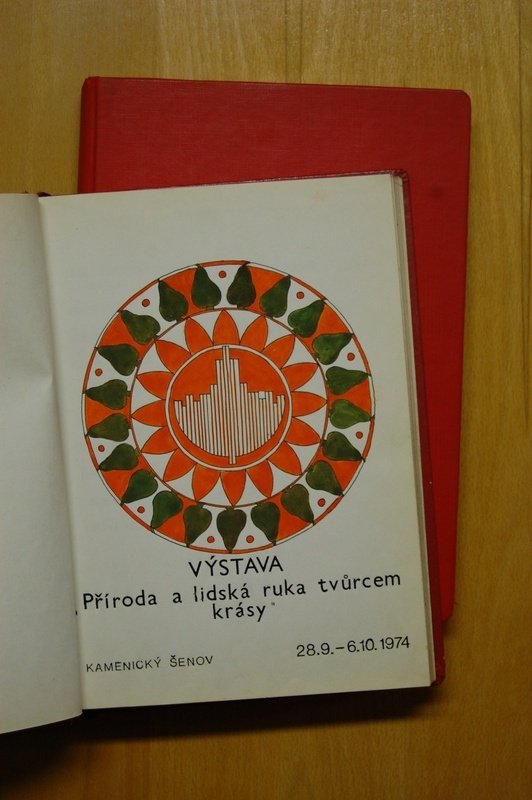 VÝSTAVA
„Příroda a lidská ruka tvůrcem
krásy"
KAMENICKÝ ŠENOV
28.9.–6.10.1974